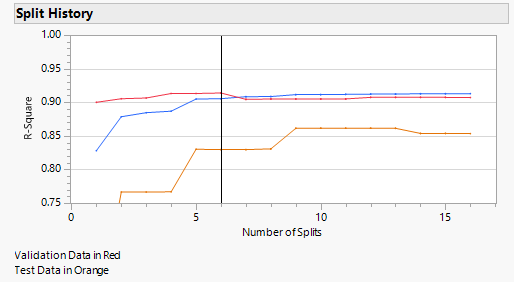 Split History
1.00
0.95
0.90
0.85
0.80
0.75
R-Square
0 5 10 15
Number of Splits
Validation Data in Red
Test Data in Orange